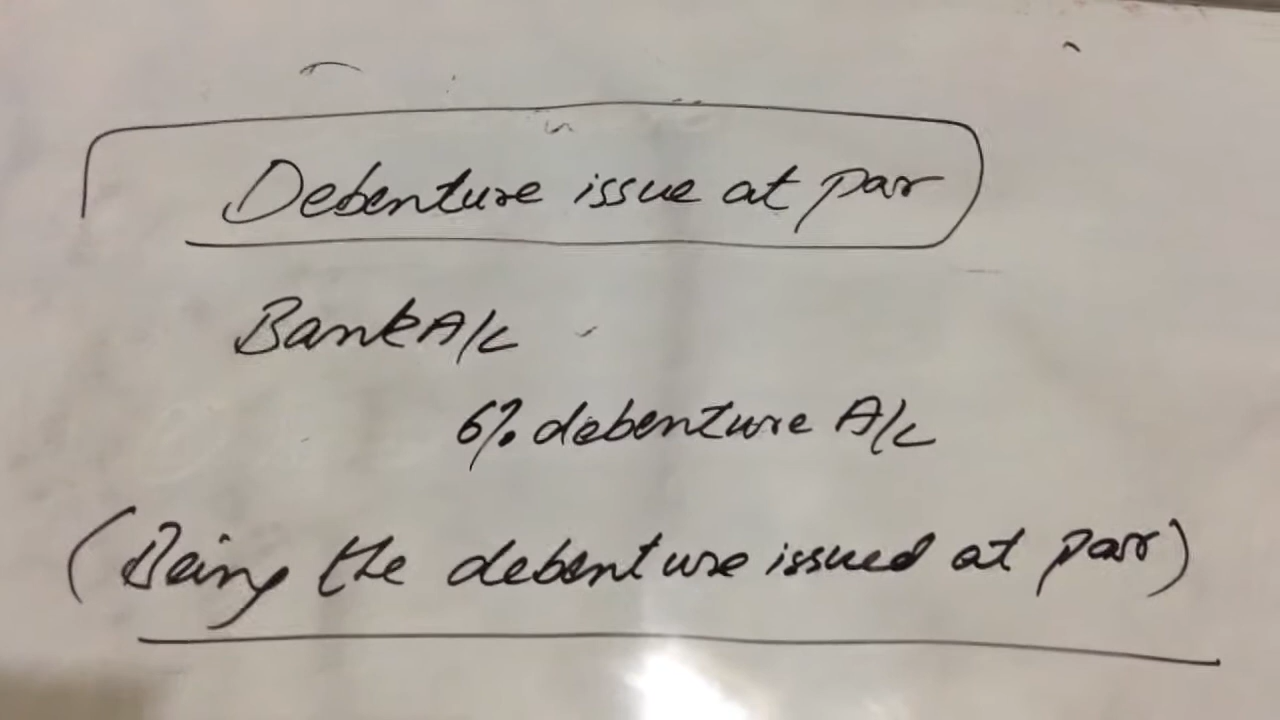 Debenture issue at par
Bank A/c
6% debenture A/c
(Being the debenture issued at par)